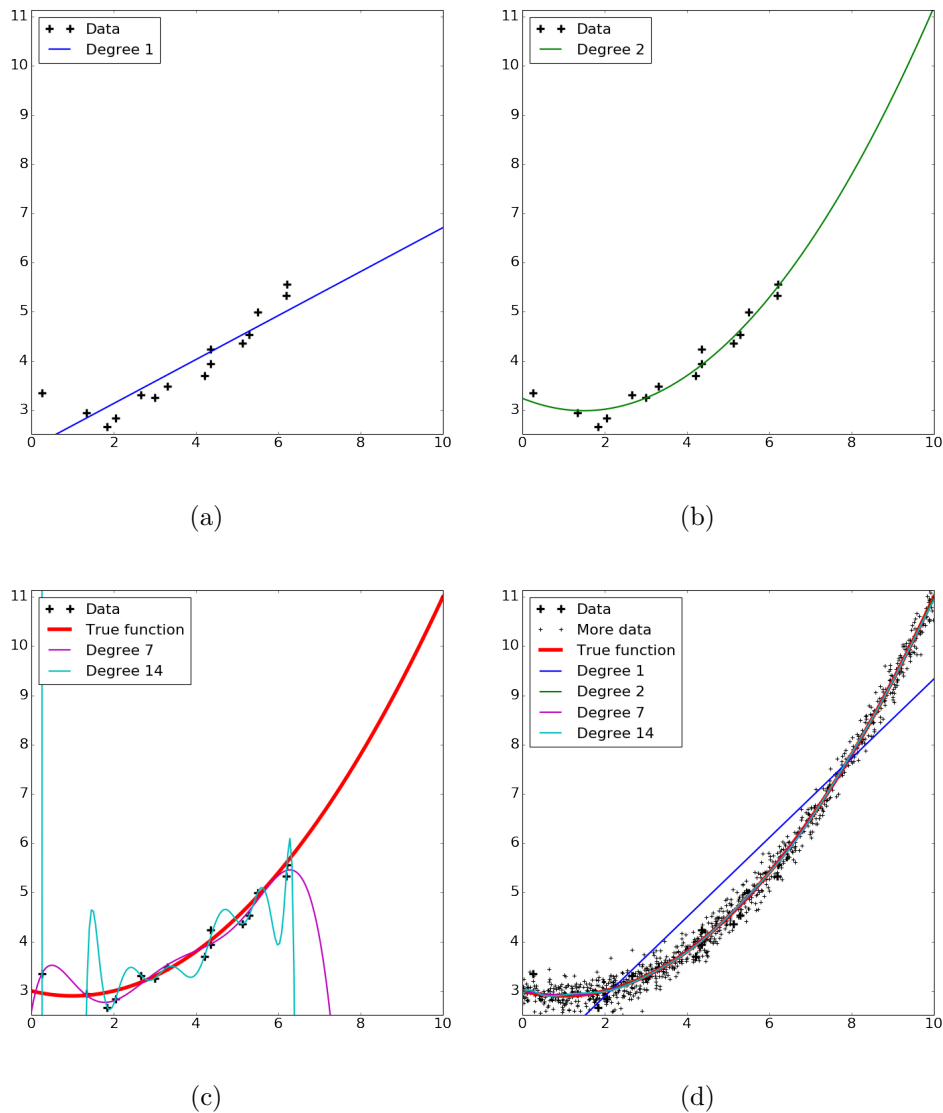 11
10
9
8
7
6
5
4
3
0 2 4 6 8 10
Data
Degree 1
(a)
11
10
9
8
7
6
5
4
3
0 2 4 6 8 10
Data
Degree 2
(b)
11
10
9
8
7
6
5
4
3
0 2 4 6 8 10
Data
True function
Degree 7
Degree 14
(c)
11
10
9
8
7
6
5
4
3
0 2 4 6 8 10
Data
More data
True function
Degree 1
Degree 2
Degree 7
Degree 14
(d)